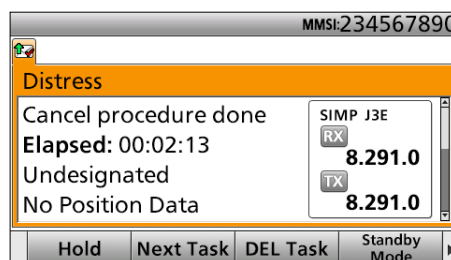 MMSI:234567890
Distress
Cancel procedure done
Elapsed: 00:02:13
Undesignated
No Position Data
SIMP J3E
RX
8.291.0
TX
8.291.0
Hold
Next Task
DEL Task
Standby
Mode